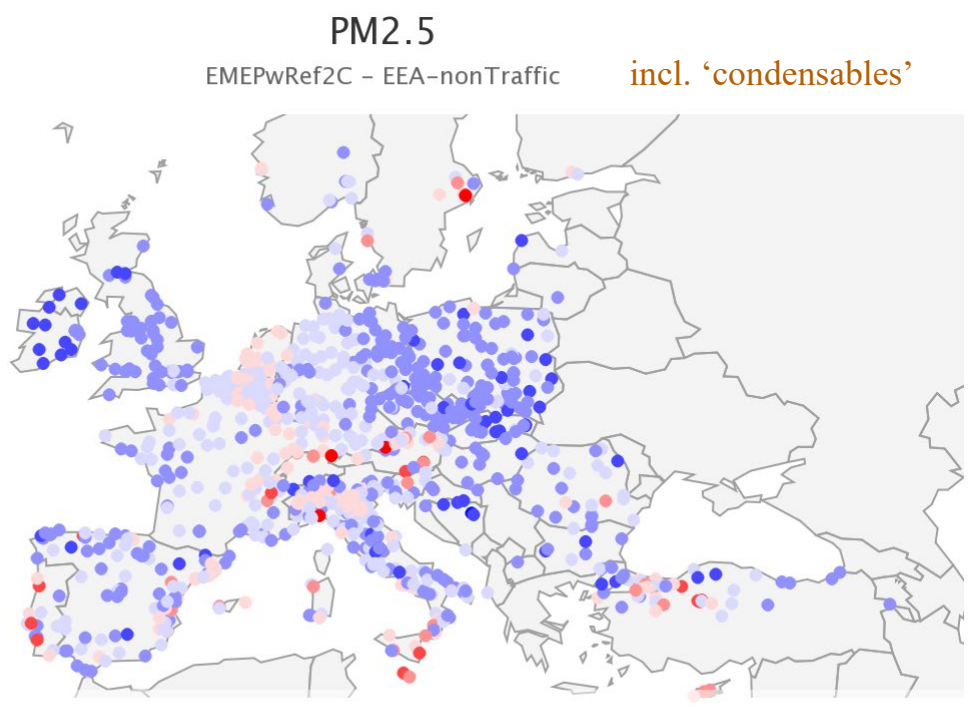 PM2.5
EMEPwRef2C – EEA-nonTraffic
incl. ‘condensables’